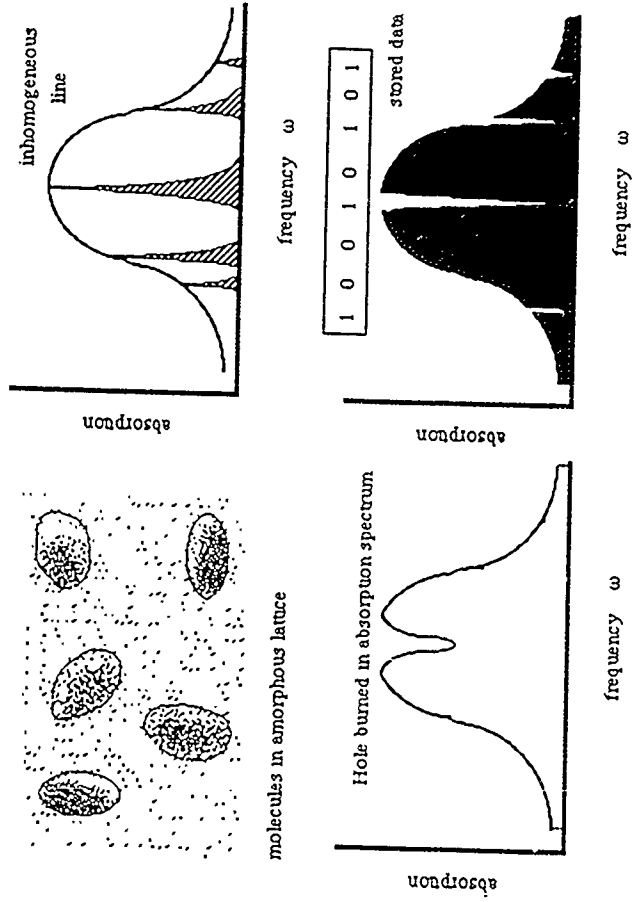 absorption
inhomogeneous
line
frequency ω
molecules in amorphous lattice
absorption
Hole burned in absorption spectrum
frequency ω
absorption
1 0 0 1 0 1 0 1
stored data
frequency ω